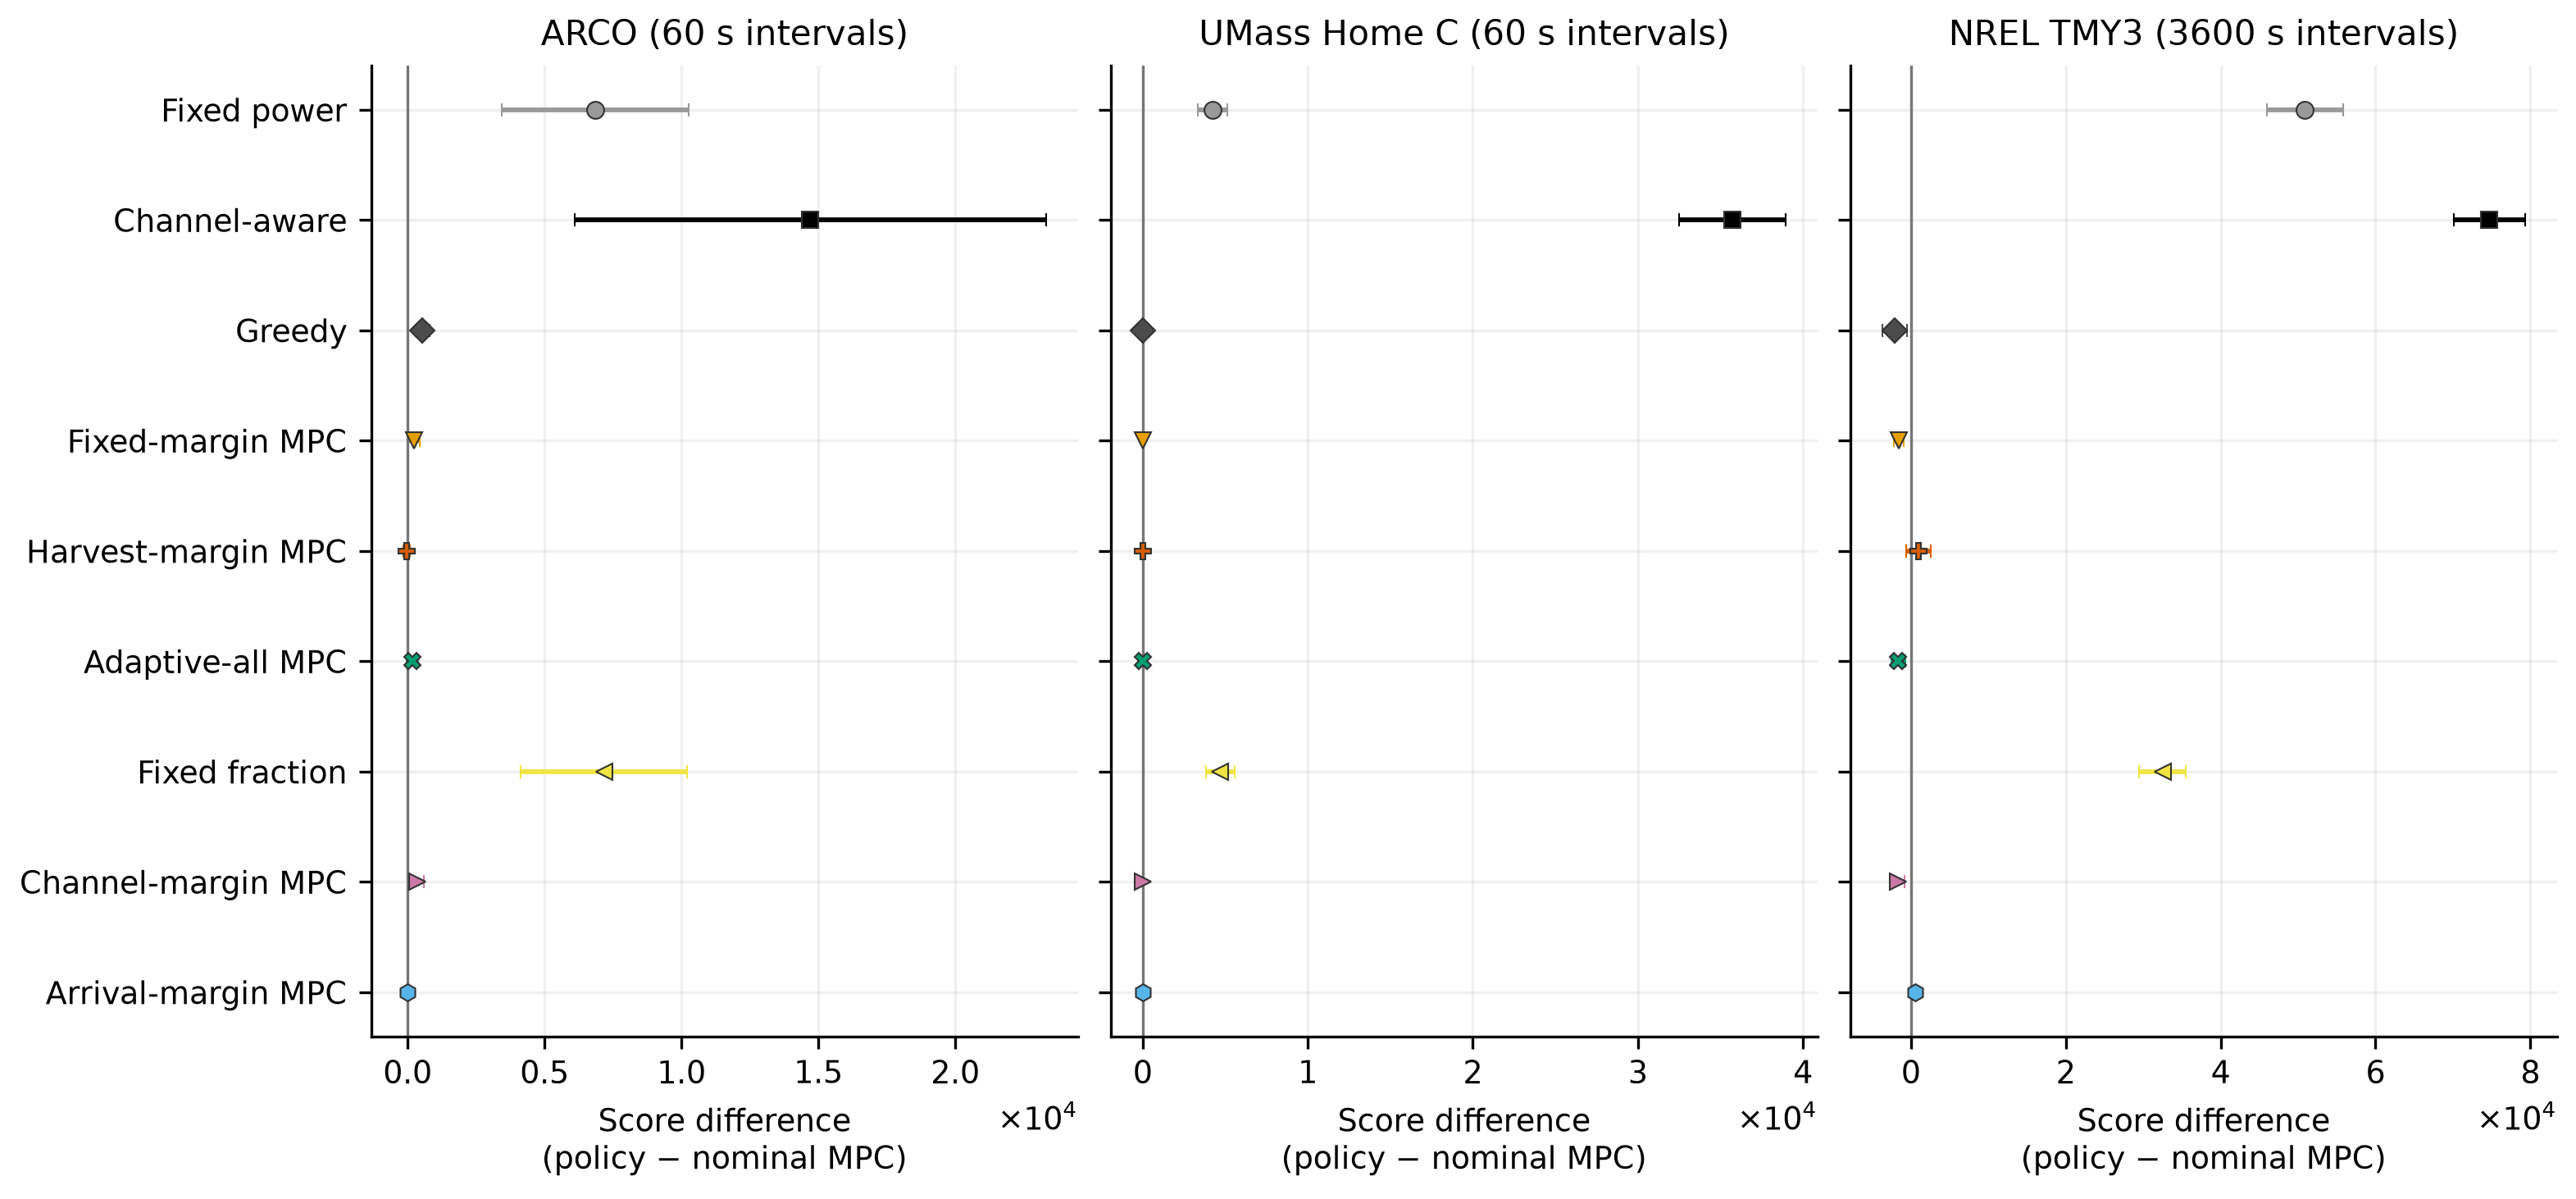 ARCO (60 s intervals)
UMass Home C (60 s intervals)
NREL TMY3 (3600 s intervals)
Fixed power
Channel-aware
Greedy
Fixed-margin MPC
Harvest-margin MPC
Adaptive-all MPC
Fixed fraction
Channel-margin MPC
Arrival-margin MPC
0.0 0.5 1.0 1.5 2.0
×10⁴
Score difference
(policy − nominal MPC)
0 1 2 3 4
×10⁴
Score difference
(policy − nominal MPC)
0 2 4 6 8
×10⁴
Score difference
(policy − nominal MPC)